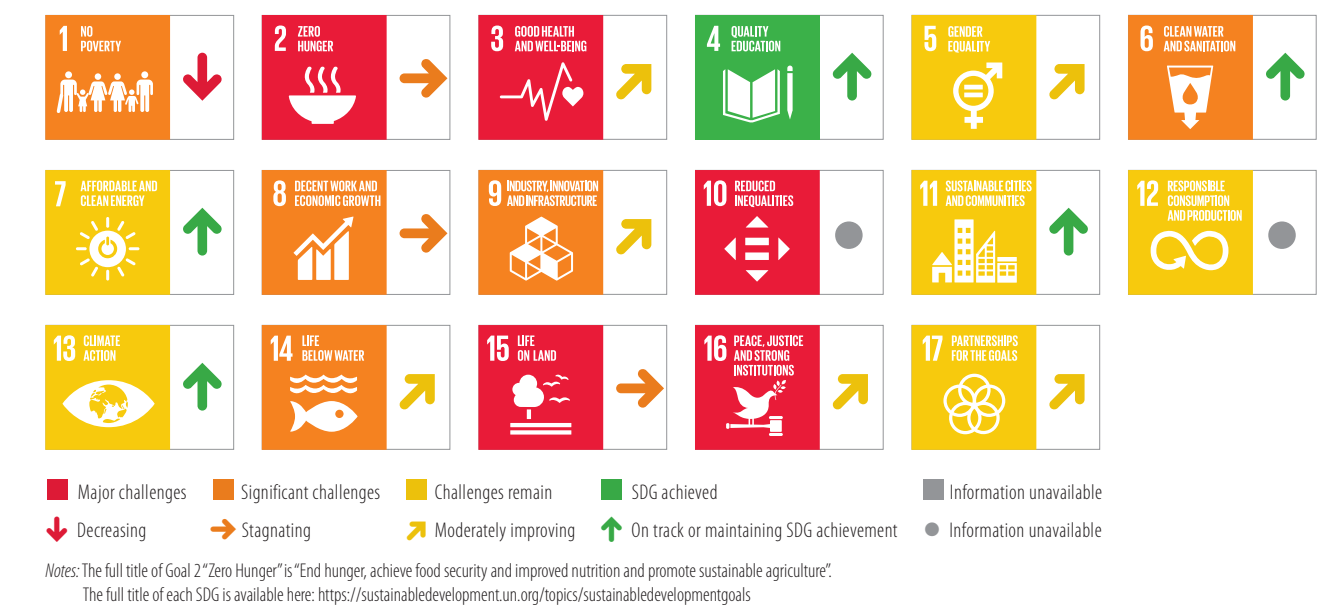 1 NO
POVERTY
2 ZERO
HUNGER
3 GOOD HEALTH
AND WELL-BEING
4 QUALITY
EDUCATION
5 GENDER
EQUALITY
6 CLEAN WATER
AND SANITATION
7 AFFORDABLE AND
CLEAN ENERGY
8 DECENT WORK AND
ECONOMIC GROWTH
9 INDUSTRY, INNOVATION
AND INFRASTRUCTURE
10 REDUCED
INEQUALITIES
11 SUSTAINABLE CITIES
AND COMMUNITIES
12 RESPONSIBLE
CONSUMPTION
AND PRODUCTION
13 CLIMATE
ACTION
14 LIFE
BELOW WATER
15 LIFE
ON LAND
16 PEACE, JUSTICE
AND STRONG
INSTITUTIONS
17 PARTNERSHIPS
FOR THE GOALS
Major challenges Significant challenges Challenges remain SDG achieved Information unavailable
Decreasing Stagnating Moderately improving On track or maintaining SDG achievement Information unavailable
Notes: The full title of Goal 2 “Zero Hunger” is “End hunger, achieve food security and improved nutrition and promote sustainable agriculture”.
The full title of each SDG is available here: https://sustainabledevelopment.un.org/topics/sustainabledevelopmentgoals